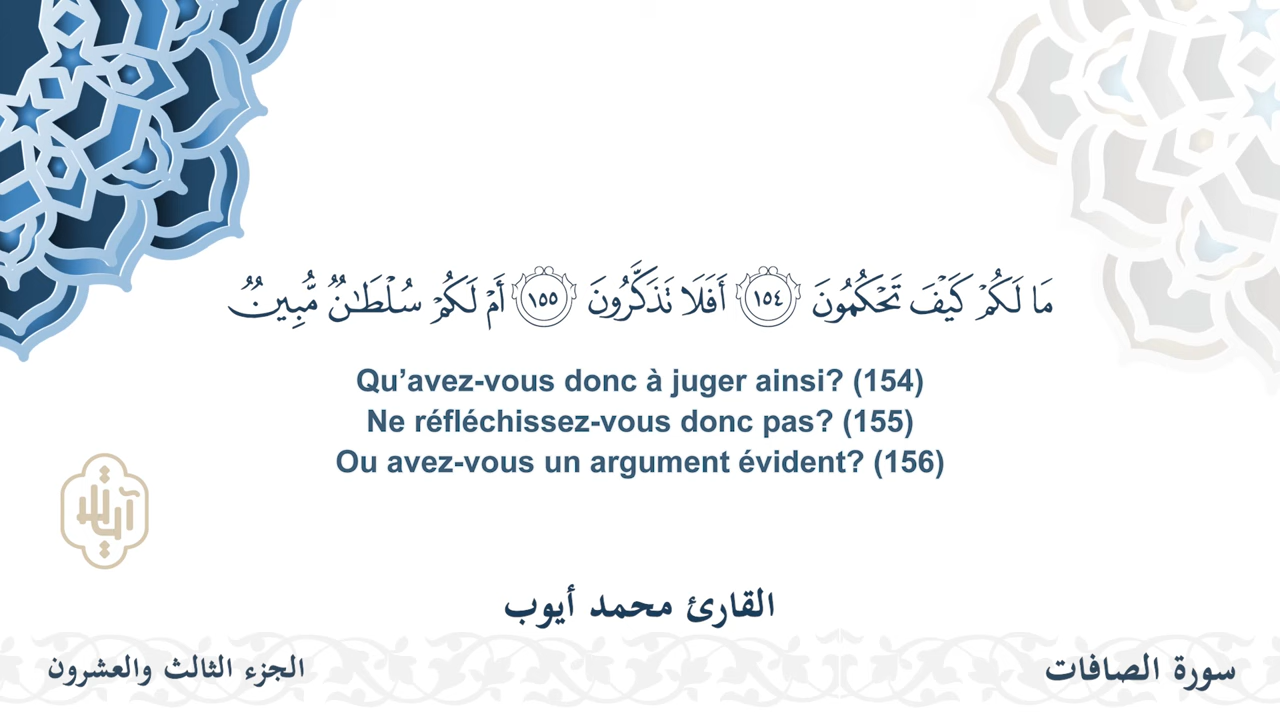 مَا لَكُمْ كَيْفَ تَحْكُمُونَ ١٥٤ أَفَلَا تَذَكَّرُونَ ١٥٥ أَمْ لَكُمْ سُلْطَٰنٌ مُّبِينٌ
Qu’avez-vous donc à juger ainsi? (154)
Ne réfléchissez-vous donc pas? (155)
Ou avez-vous un argument évident? (156)
آيات
القارئ محمد أيوب
سورة الصافات
الجزء الثالث والعشرون